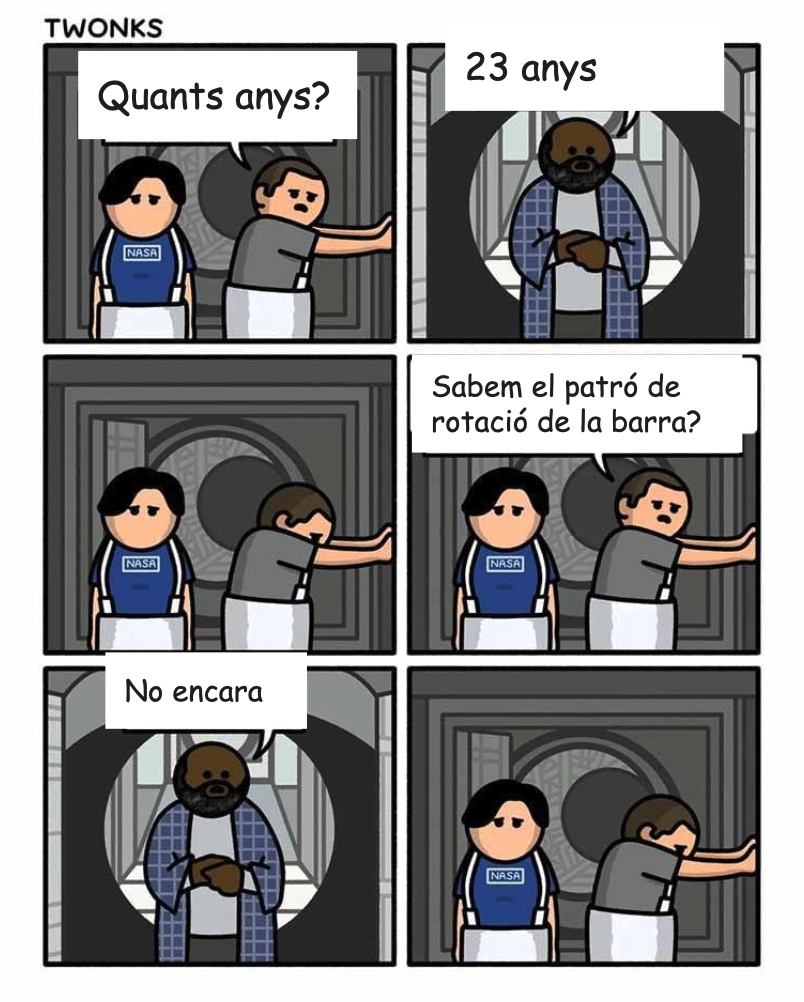 TWONKS
Quants anys?
NASA
23 anys
NASA
Sabem el patró de
rotació de la barra?
NASA
No encara
NASA